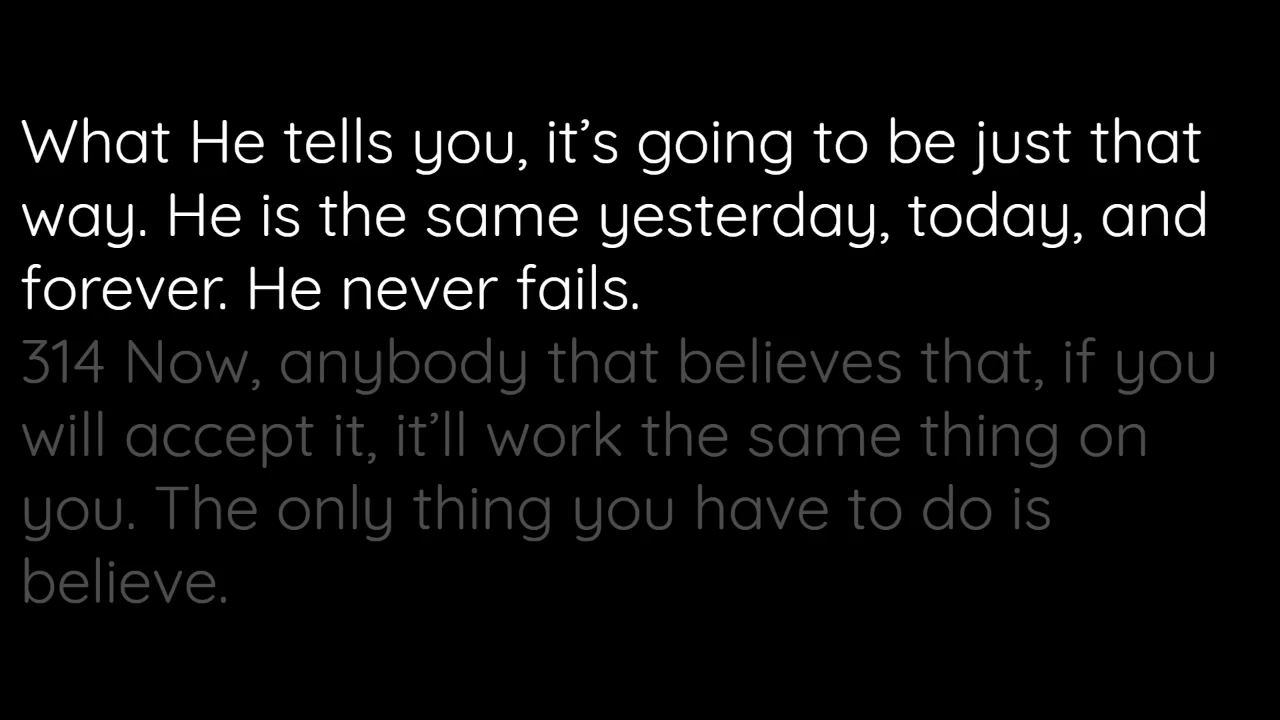 What He tells you, it’s going to be just that
way. He is the same yesterday, today, and
forever. He never fails.
314 Now, anybody that believes that, if you
will accept it, it’ll work the same thing on
you. The only thing you have to do is
believe.